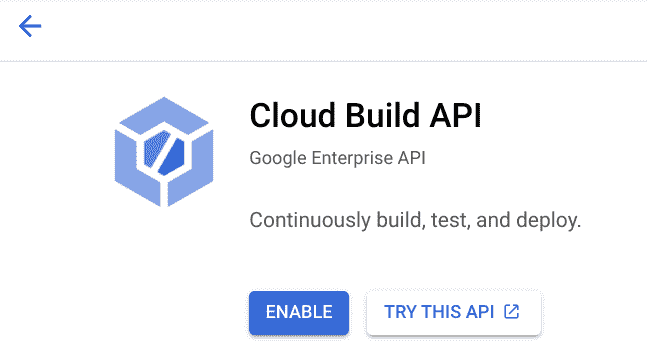 Cloud Build API
Google Enterprise API
Continuously build, test, and deploy.
ENABLE
TRY THIS API